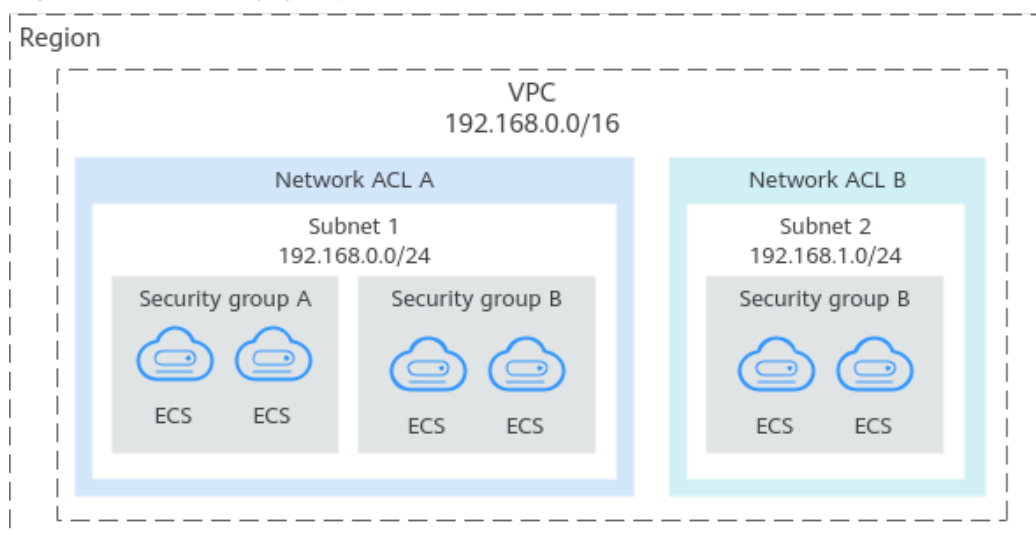 Region
VPC
192.168.0.0/16
Network ACL A
Subnet 1
192.168.0.0/24
Security group A
ECS
ECS
Security group B
ECS
ECS
Network ACL B
Subnet 2
192.168.1.0/24
Security group B
ECS
ECS